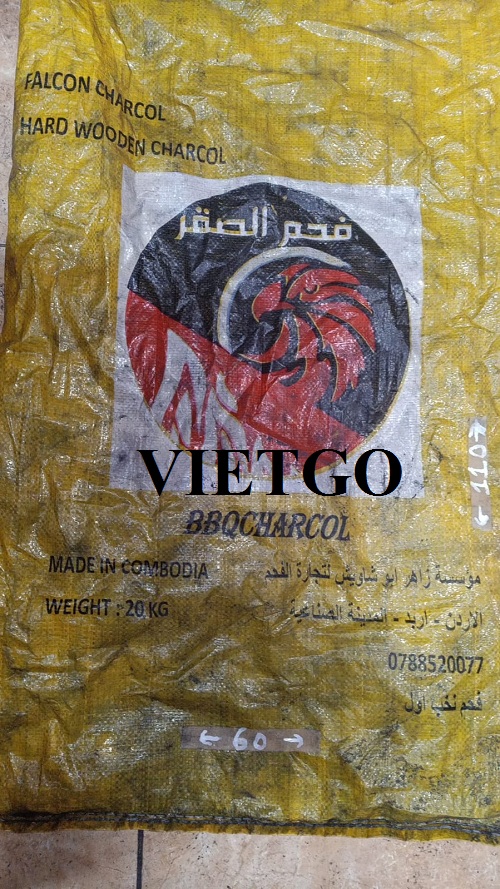 FALCON CHARCOL
HARD WOODEN CHARCOL
فحم الصقر
VIETGO
BBQCHARCOL
MADE IN COMBODIA
WEIGHT : 20 KG
مؤسسة زاهر ابو شاويش لتجارة الفحم
الاردن - اربد - المدينة الصناعية
0788520077
فحم نخب اول
← 110 →
← 60 →